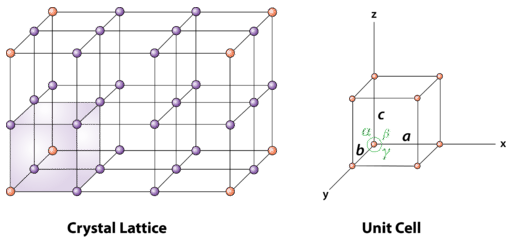 z
c
α β
a
x
b γ
y
Crystal Lattice
Unit Cell